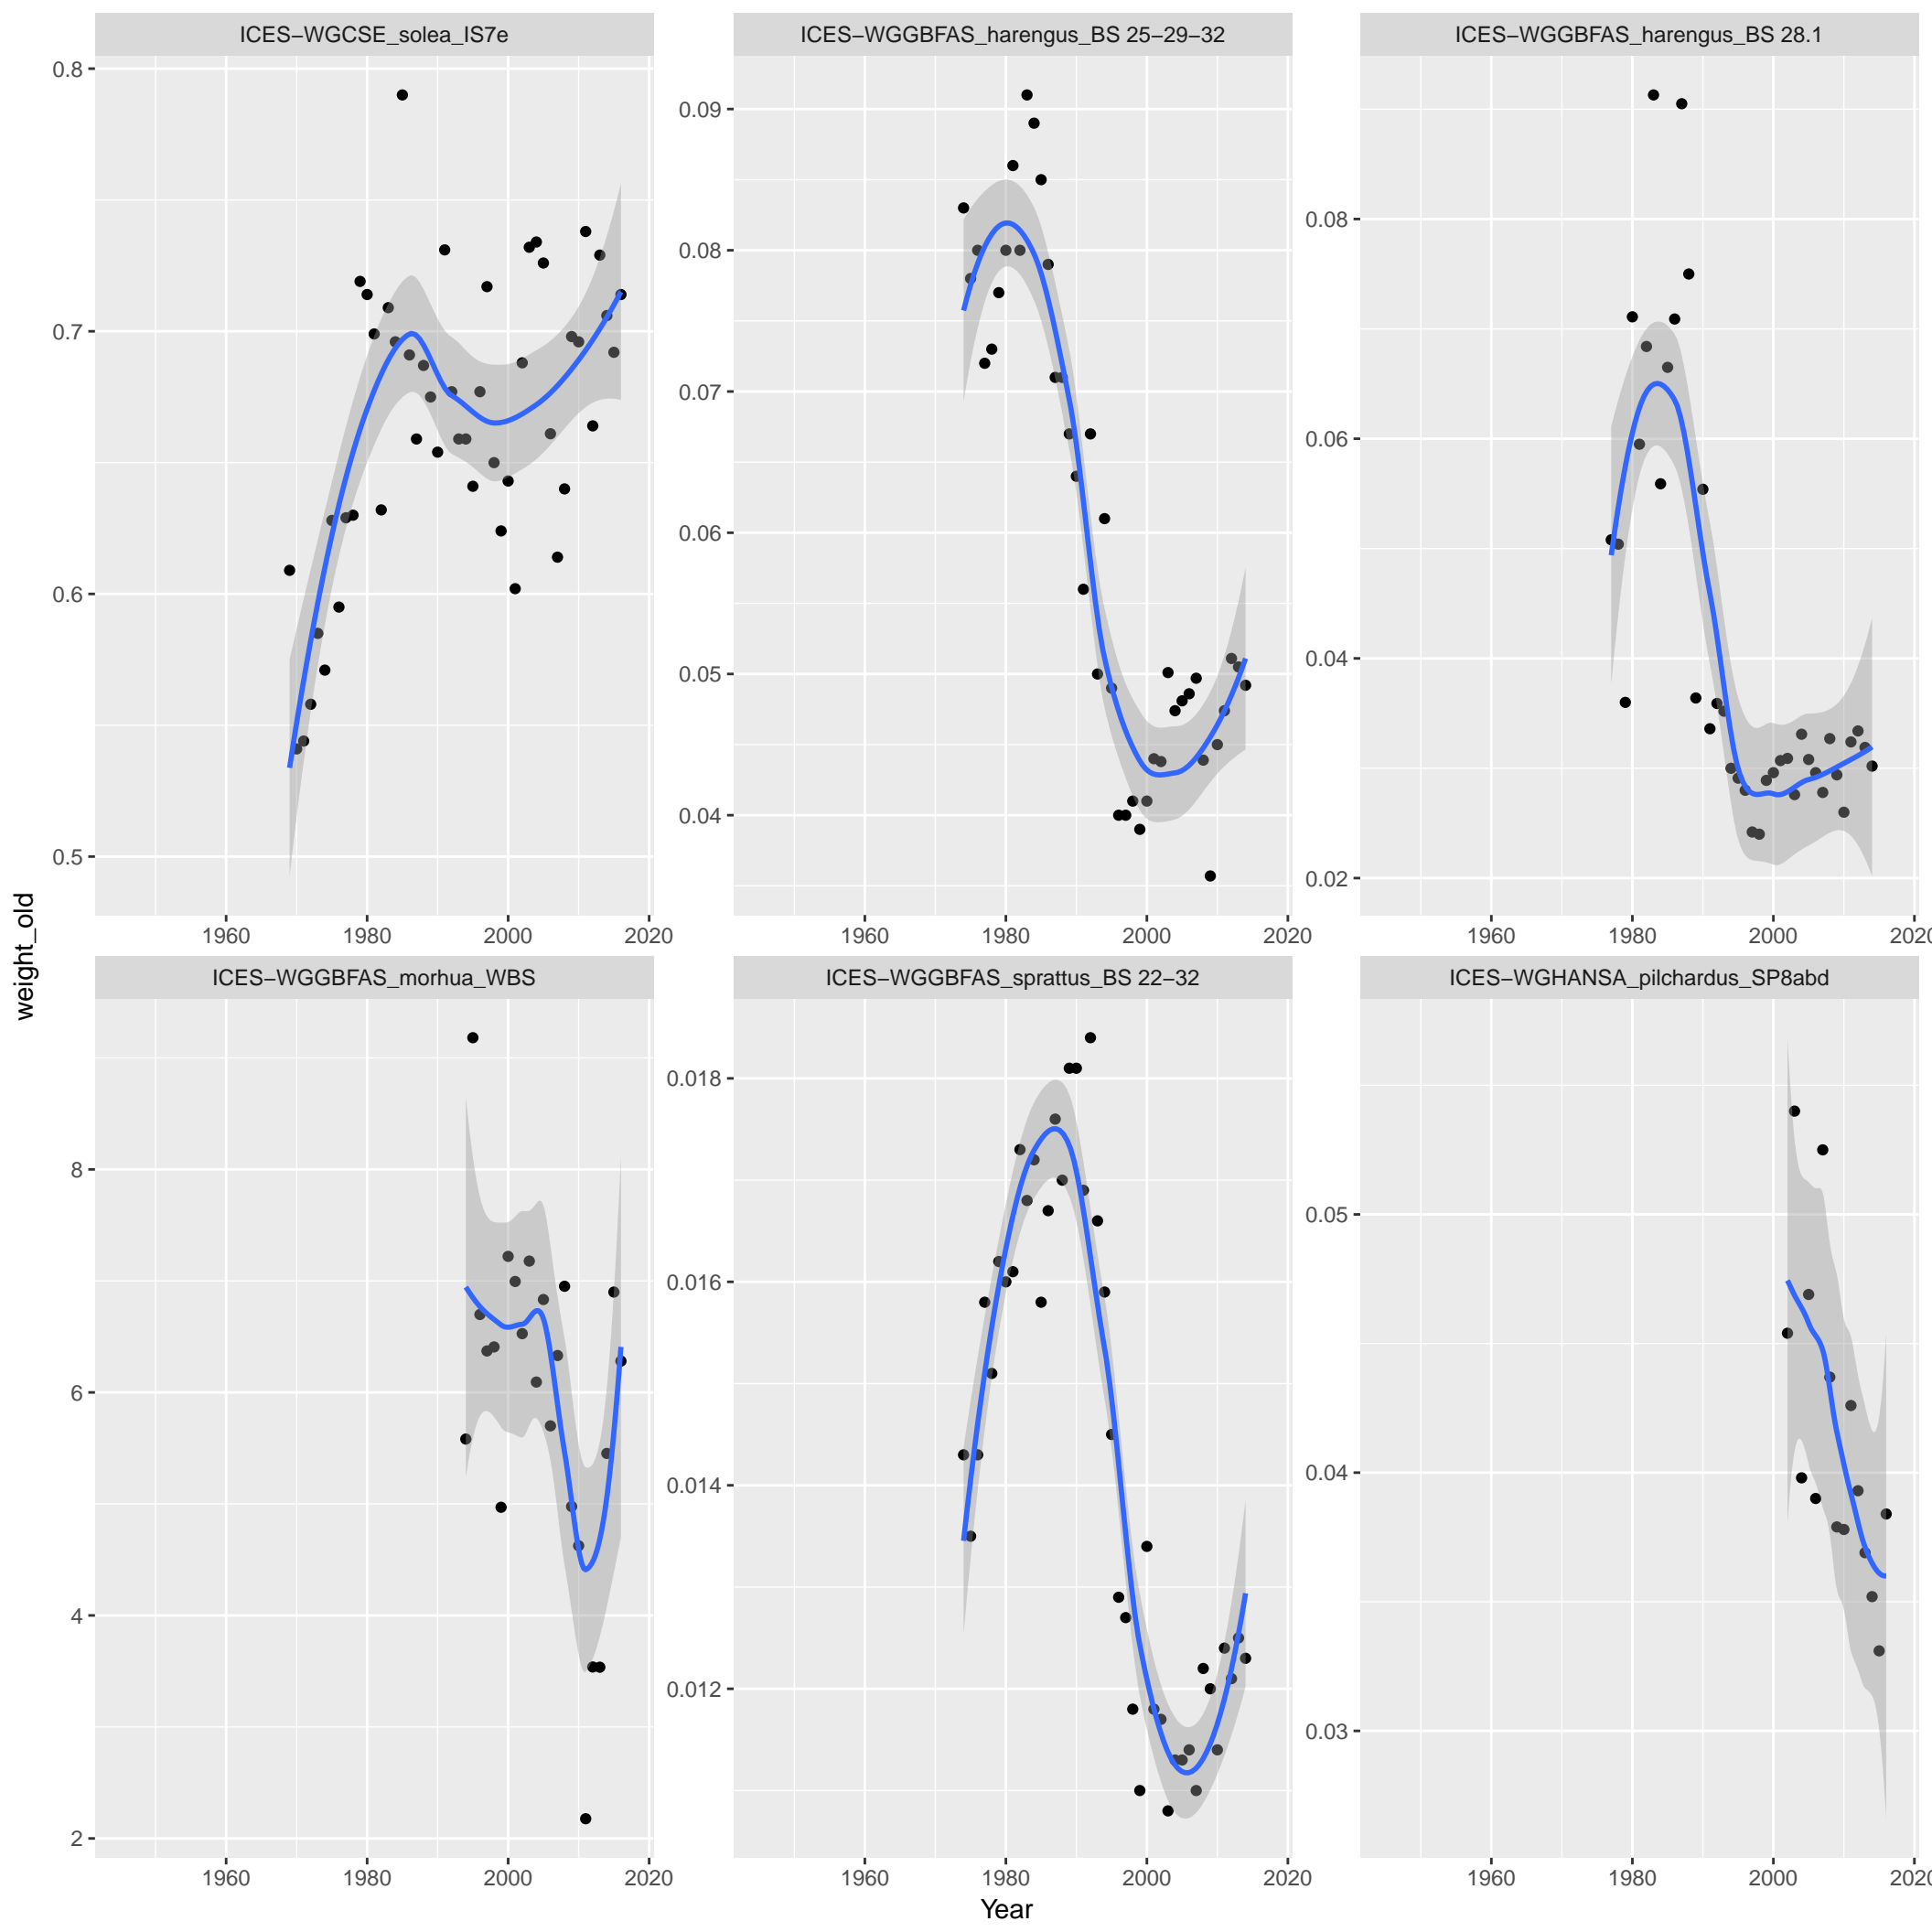 ICES−WGCSE_solea_IS7e
ICES−WGGBFAS_harengus_BS 25−29−32
ICES−WGGBFAS_harengus_BS 28.1
0.8
0.7
0.6
0.5
0.09
0.08
0.07
0.06
0.05
0.04
0.08
0.06
0.04
0.02
1960 1980 2000 2020
1960 1980 2000 2020
1960 1980 2000 2020
weight_old
ICES−WGGBFAS_morhua_WBS
ICES−WGGBFAS_sprattus_BS 22−32
ICES−WGHANSA_pilchardus_SP8abd
8
6
4
2
0.018
0.016
0.014
0.012
0.05
0.04
0.03
1960 1980 2000 2020
1960 1980 2000 2020
1960 1980 2000 2020
Year